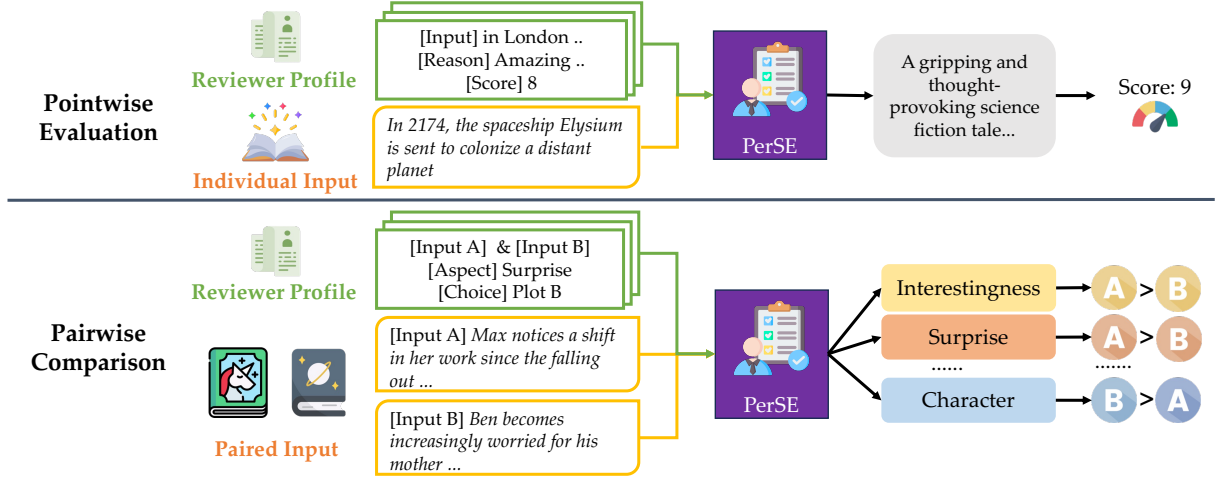 Pointwise
Evaluation
Reviewer Profile
Individual Input
[Input] in London ..
[Reason] Amazing ..
[Score] 8
In 2174, the spaceship Elysium
is sent to colonize a distant
planet
PerSE
A gripping and
thought-
provoking science
fiction tale...
Score: 9
Pairwise
Comparison
Reviewer Profile
Paired Input
[Input A] & [Input B]
[Aspect] Surprise
[Choice] Plot B
[Input A] Max notices a shift
in her work since the falling
out ...
[Input B] Ben becomes
increasingly worried for his
mother ...
PerSE
Interestingness
A > B
Surprise
A > B
...... .......
Character
B > A